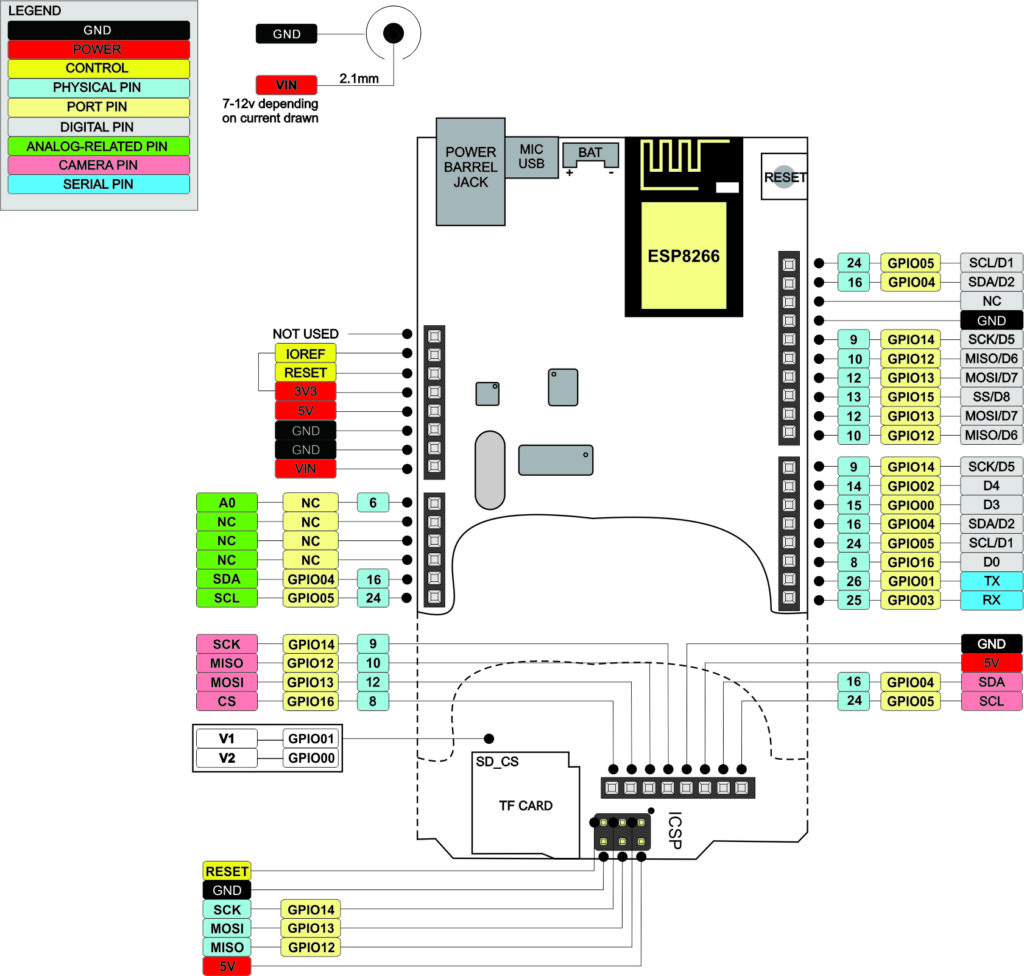 LEGEND
GND
POWER
CONTROL
PHYSICAL PIN
PORT PIN
DIGITAL PIN
ANALOG-RELATED PIN
CAMERA PIN
SERIAL PIN
GND
VIN
2.1mm
7-12v depending
on current drawn
POWER
BARREL
JACK
MIC
USB
BAT
+ -
RESET
ESP8266
24 GPIO05 SCL/D1
16 GPIO04 SDA/D2
NC
GND
9 GPIO14 SCK/D5
10 GPIO12 MISO/D6
12 GPIO13 MOSI/D7
13 GPIO15 SS/D8
12 GPIO13 MOSI/D7
10 GPIO12 MISO/D6
NOT USED
IOREF
RESET
3V3
5V
GND
GND
VIN
9 GPIO14 SCK/D5
14 GPIO02 D4
15 GPIO00 D3
16 GPIO04 SDA/D2
24 GPIO05 SCL/D1
8 GPIO16 D0
26 GPIO01 TX
25 GPIO03 RX
A0 NC 6
NC NC
NC NC
NC NC
SDA GPIO04 16
SCL GPIO05 24
SCK GPIO14 9
MISO GPIO12 10
MOSI GPIO13 12
CS GPIO16 8
GND
5V
16 GPIO04 SDA
24 GPIO05 SCL
V1 GPIO01
V2 GPIO00
SD_CS
TF CARD
ICSP
RESET
GND
SCK GPIO14
MOSI GPIO13
MISO GPIO12
5V